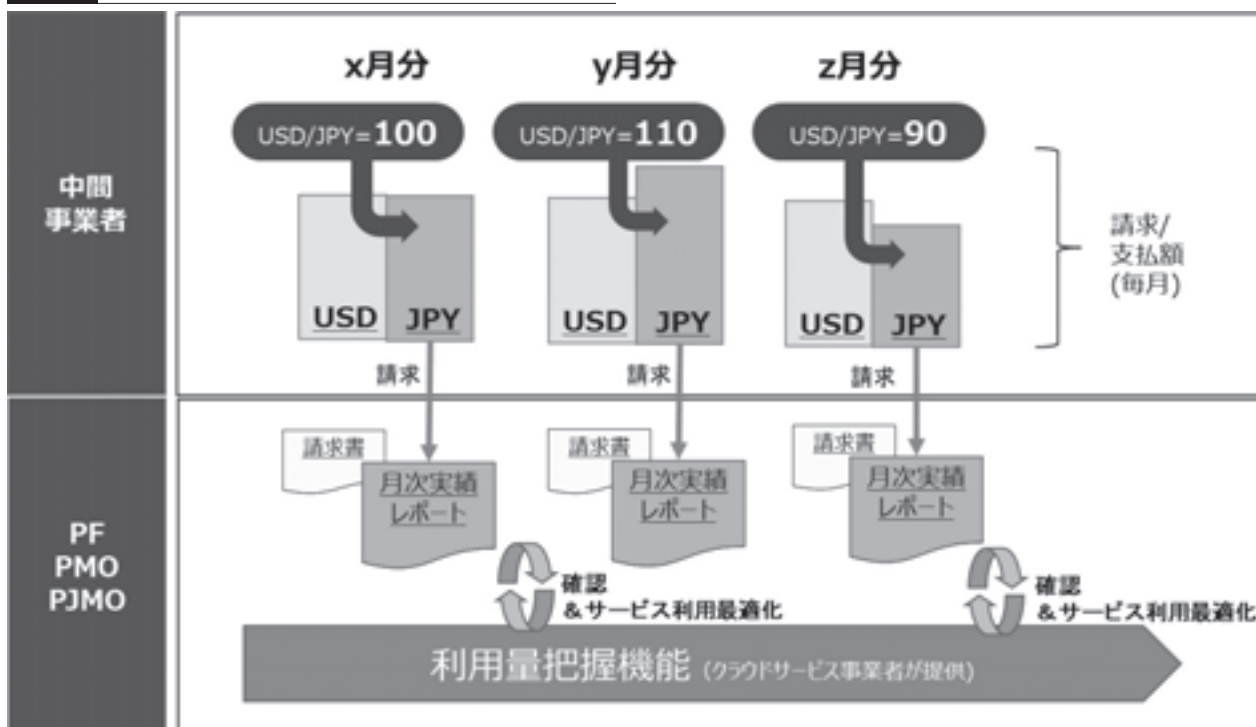 中間
事業者
x月分
y月分
z月分
USD/JPY=100
USD/JPY=110
USD/JPY=90
USD
JPY
USD
JPY
USD
JPY
請求/
支払額
(毎月)
請求
請求
請求
PF
PMO
PJMO
請求書
月次実績
レポート
請求書
月次実績
レポート
請求書
月次実績
レポート
確認
&サービス利用最適化
確認
&サービス利用最適化
利用量把握機能 (クラウドサービス事業者が提供)